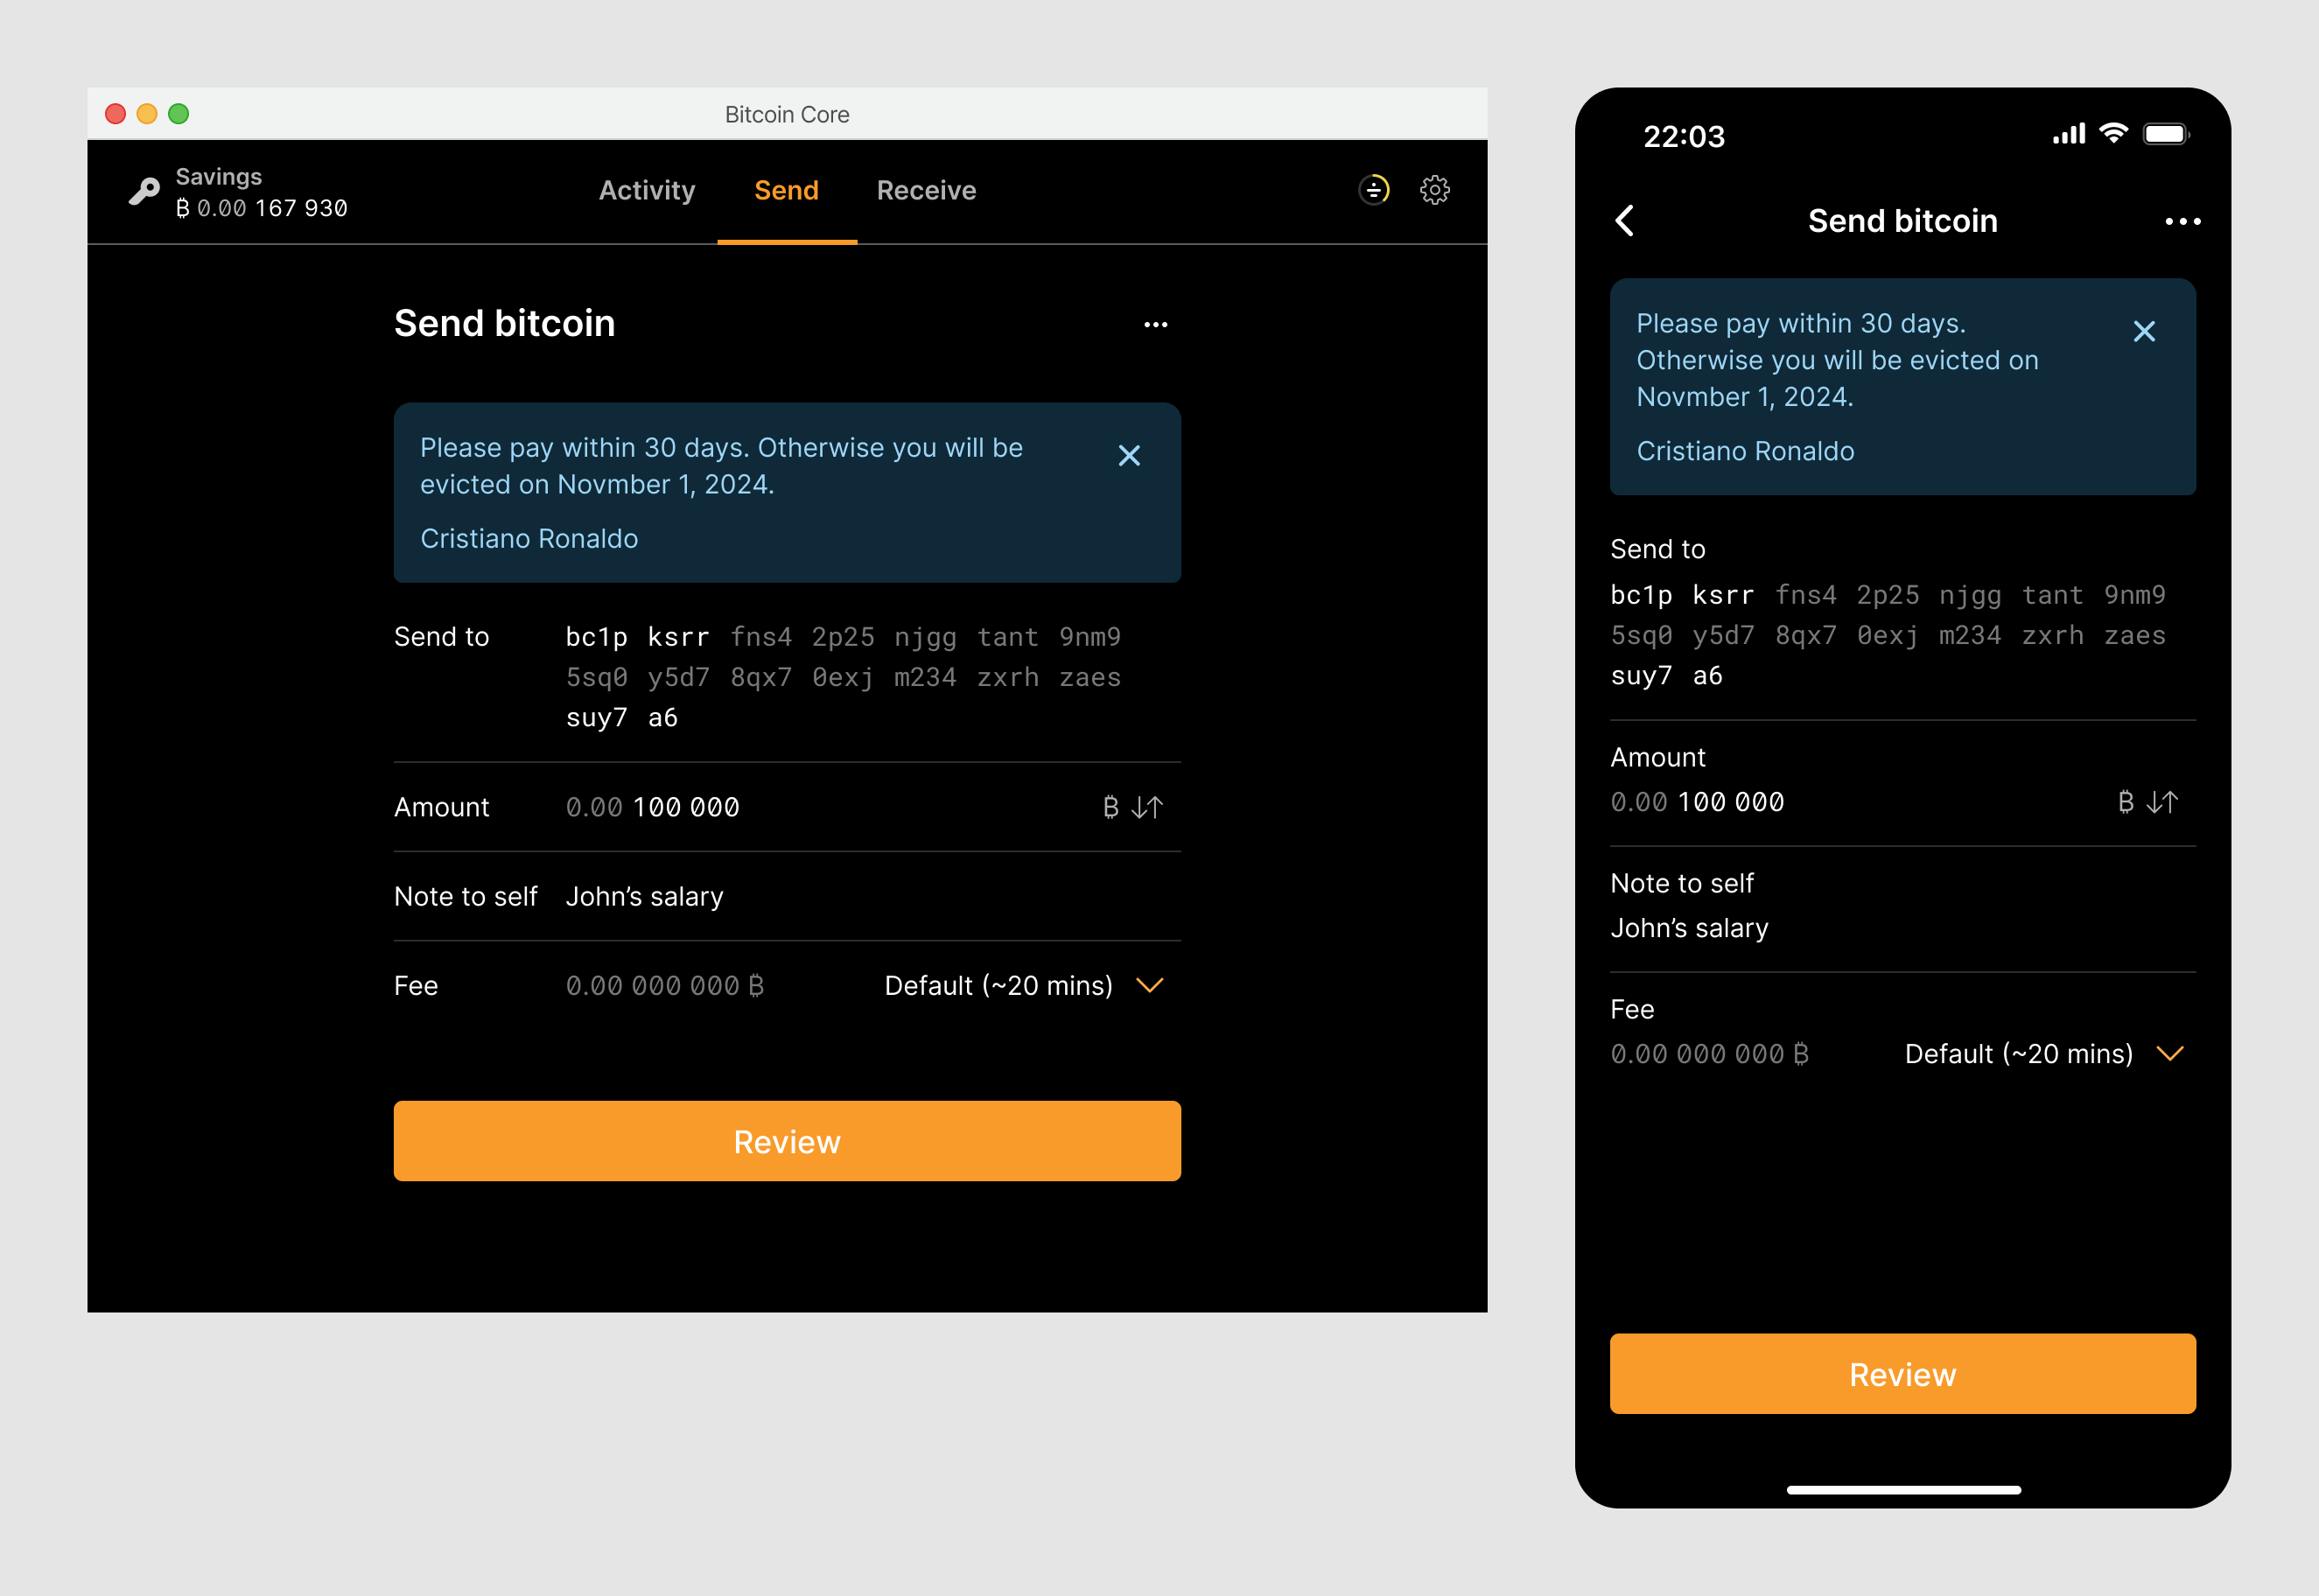 Bitcoin Core
Savings
₿ 0.00 167 930
Activity
Send
Receive
Send bitcoin
Please pay within 30 days. Otherwise you will be
evicted on Novmber 1, 2024.
Cristiano Ronaldo
Send to
bc1p ksrr fns4 2p25 njgg tant 9nm9
5sq0 y5d7 8qx7 0exj m234 zxrh zaes
suy7 a6
Amount
0.00 100 000
₿
Note to self
John’s salary
Fee
0.00 000 000 ₿
Default (~20 mins)
Review
22:03
Send bitcoin
Please pay within 30 days.
Otherwise you will be evicted on
Novmber 1, 2024.
Cristiano Ronaldo
Send to
bc1p ksrr fns4 2p25 njgg tant 9nm9
5sq0 y5d7 8qx7 0exj m234 zxrh zaes
suy7 a6
Amount
0.00 100 000
₿
Note to self
John’s salary
Fee
0.00 000 000 ₿
Default (~20 mins)
Review